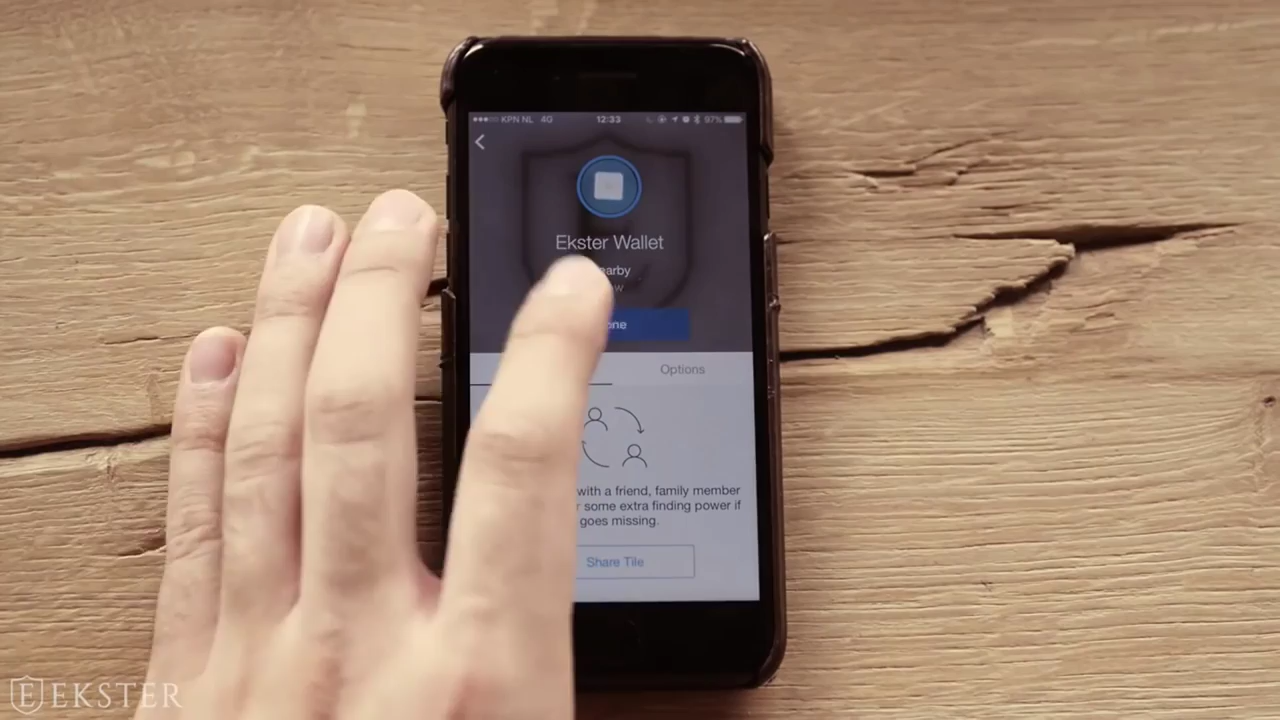 KPN NL 4G 12:33 97%
Ekster Wallet
Options
with a friend, family member
some extra finding power if
goes missing.
Share Tile
EKSTER